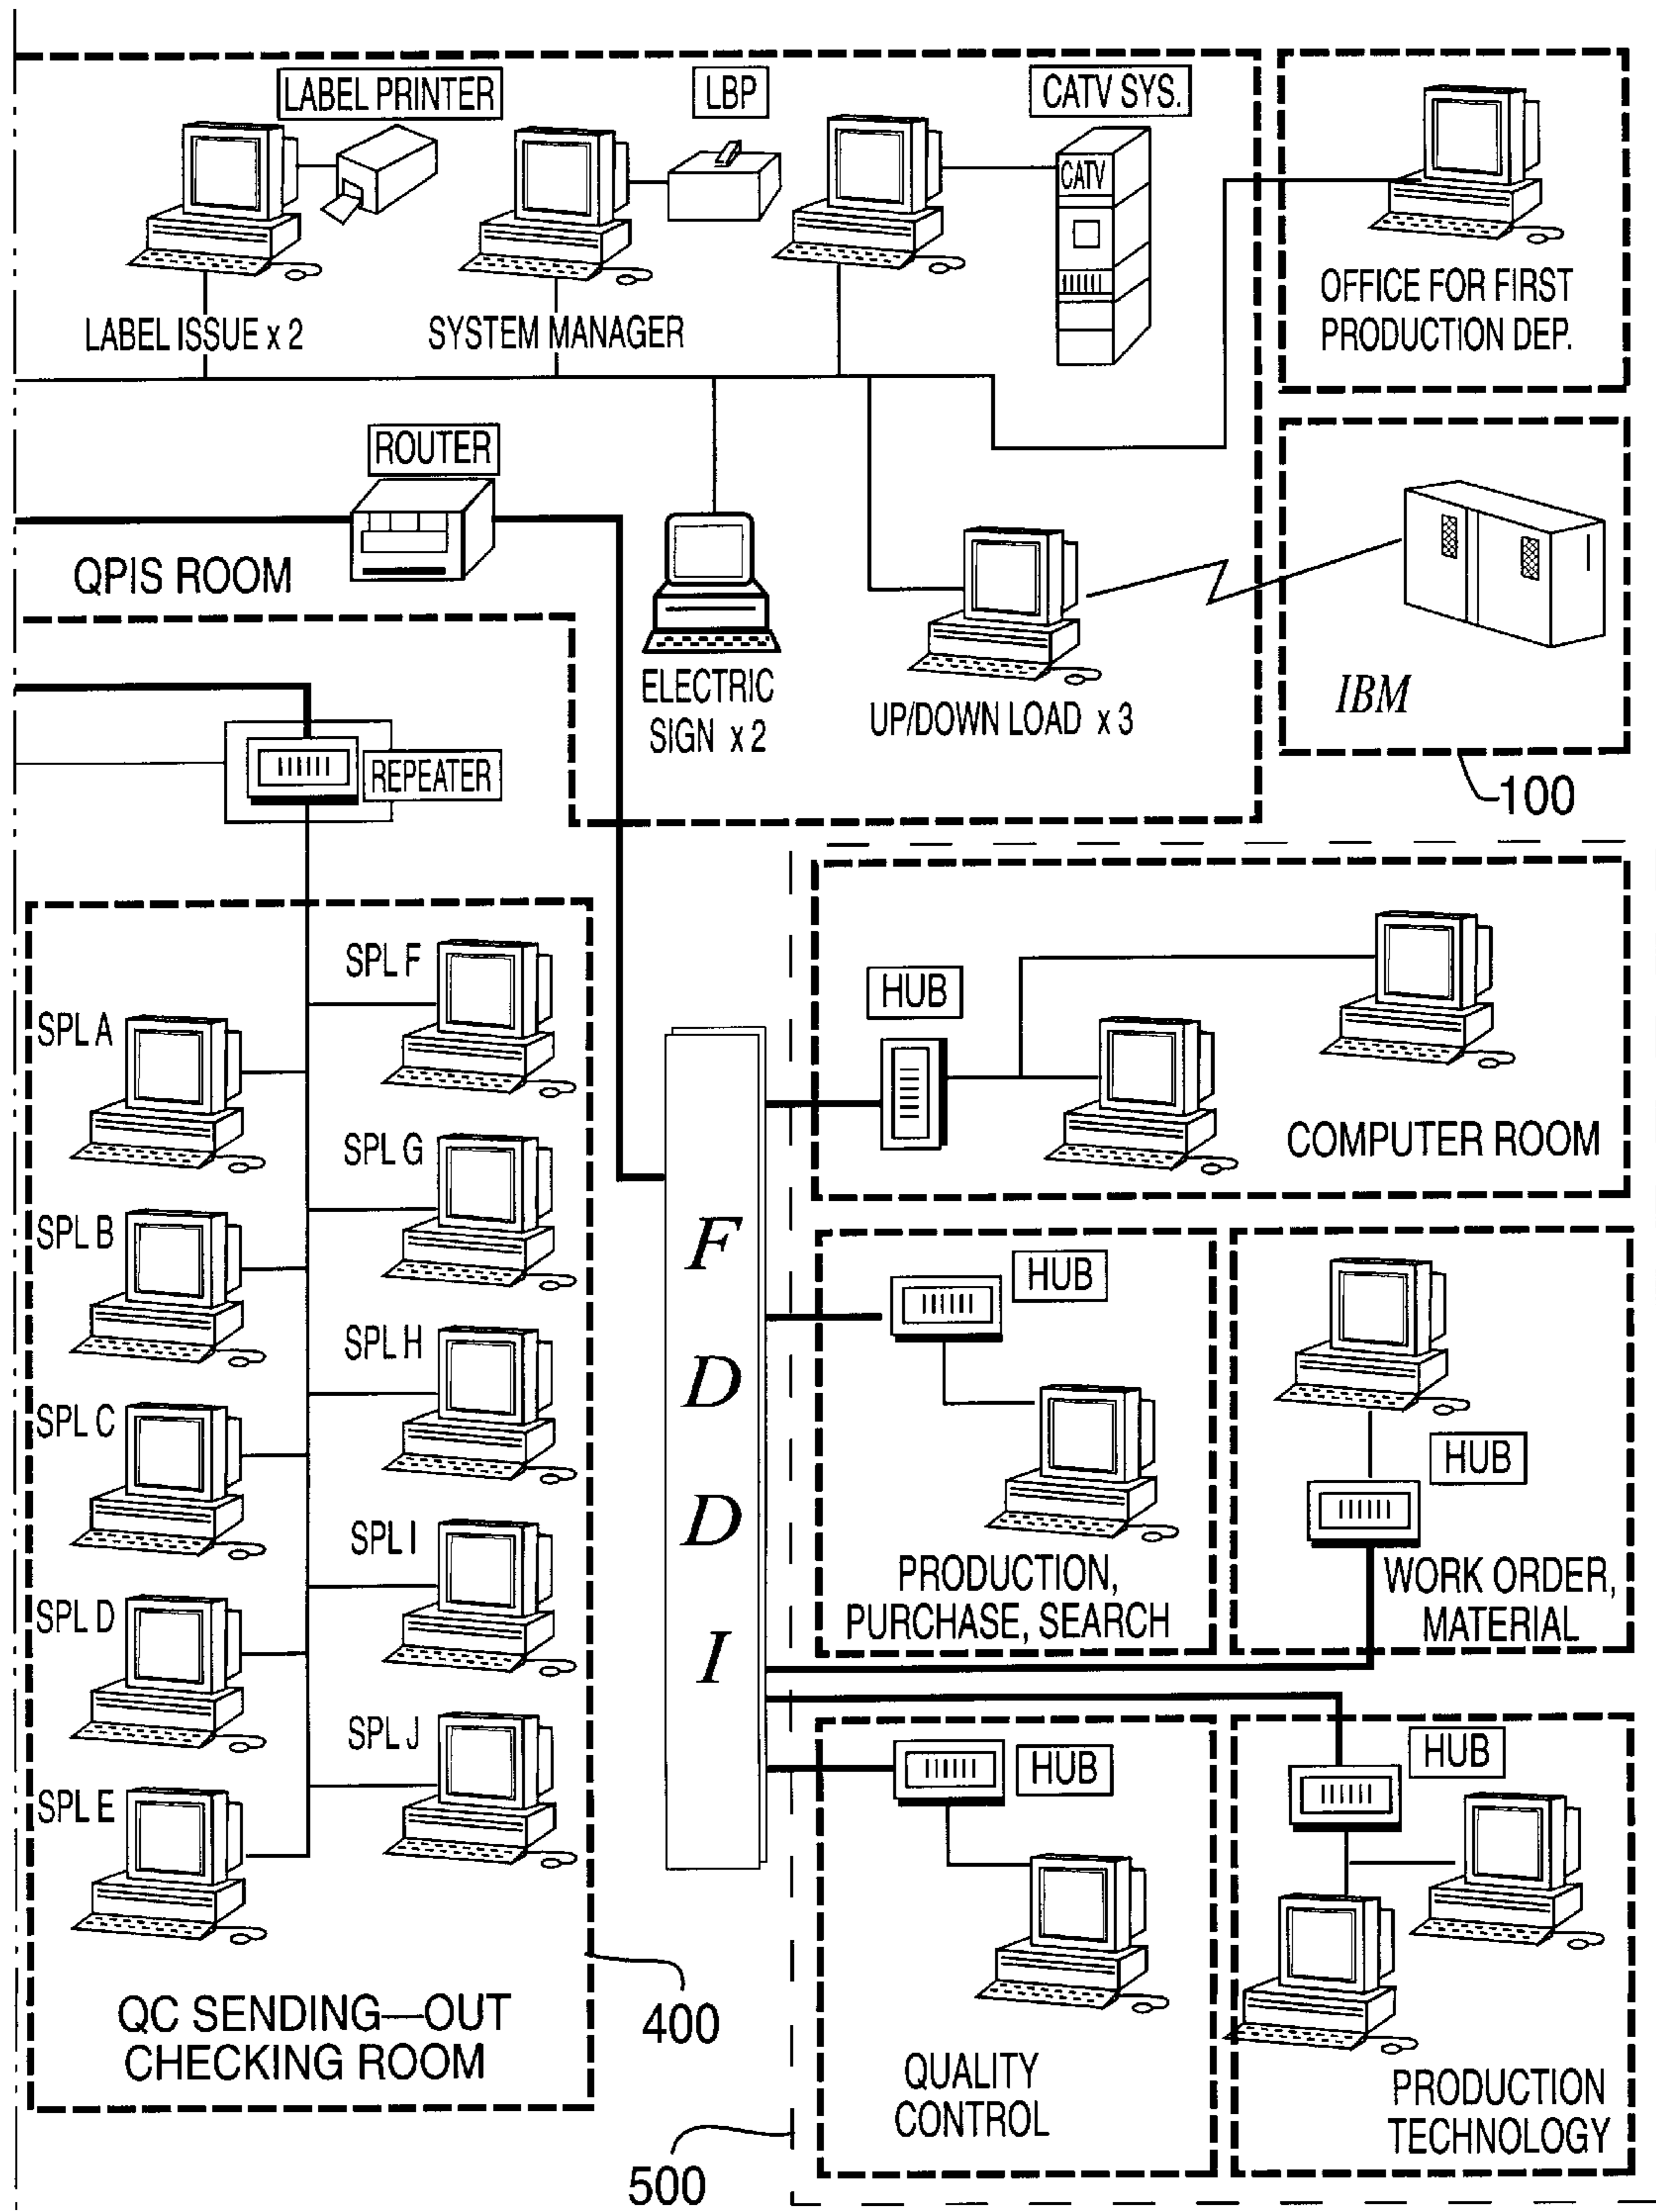 LABEL PRINTER
LBP
CATV SYS.
CATV
LABEL ISSUE x 2
SYSTEM MANAGER
OFFICE FOR FIRST
PRODUCTION DEP.
ROUTER
QPIS ROOM
ELECTRIC
SIGN x 2
UP/DOWN LOAD x 3
IBM
100
REPEATER
SPL F
SPL A
SPL G
SPL B
SPL H
SPL C
SPL I
SPL D
SPL J
SPL E
QC SENDING—OUT
CHECKING ROOM
400
F
D
D
I
HUB
COMPUTER ROOM
HUB
PRODUCTION,
PURCHASE, SEARCH
HUB
WORK ORDER,
MATERIAL
HUB
QUALITY
CONTROL
HUB
PRODUCTION
TECHNOLOGY
500